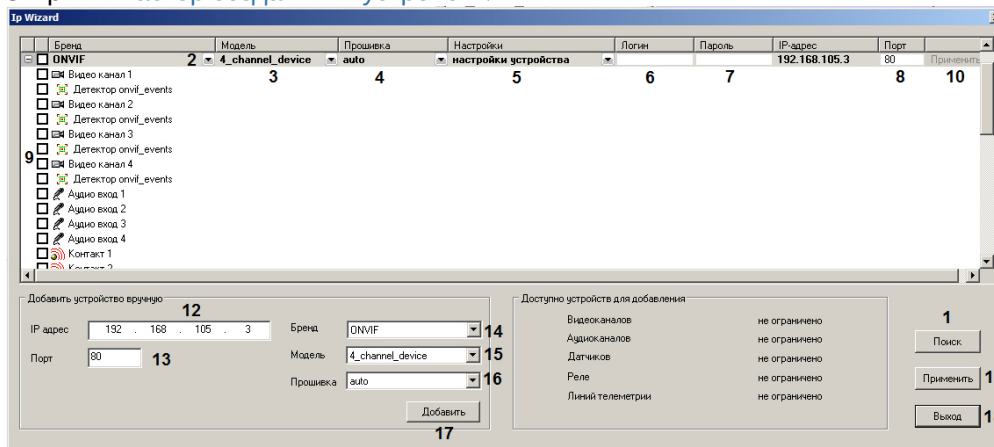 Ip Wizard
Бренд Модель Прошивка Настройки Логин Пароль IP-адрес Порт
ONVIF 2 4_channel_device auto настройки устройства 192.168.105.3 80 Применить
3 4 5 6 7 8 10
Видео канал 1
Детектор onvif_events
Видео канал 2
Детектор onvif_events
Видео канал 3
Детектор onvif_events
9
Видео канал 4
Детектор onvif_events
Аудио вход 1
Аудио вход 2
Аудио вход 3
Аудио вход 4
Контакт 1
Контакт 2
Добавить устройство вручную
12
IP адрес 192 . 168 . 105 . 3
Порт 80 13
Бренд ONVIF 14
Модель 4_channel_device 15
Прошивка auto 16
Добавить
17
Доступно устройств для добавления
Видеоканалов не ограничено
Аудиоканалов не ограничено
Датчиков не ограничено
Реле не ограничено
Линий телеметрии не ограничено
1
Поиск
Применить 1
Выход 1